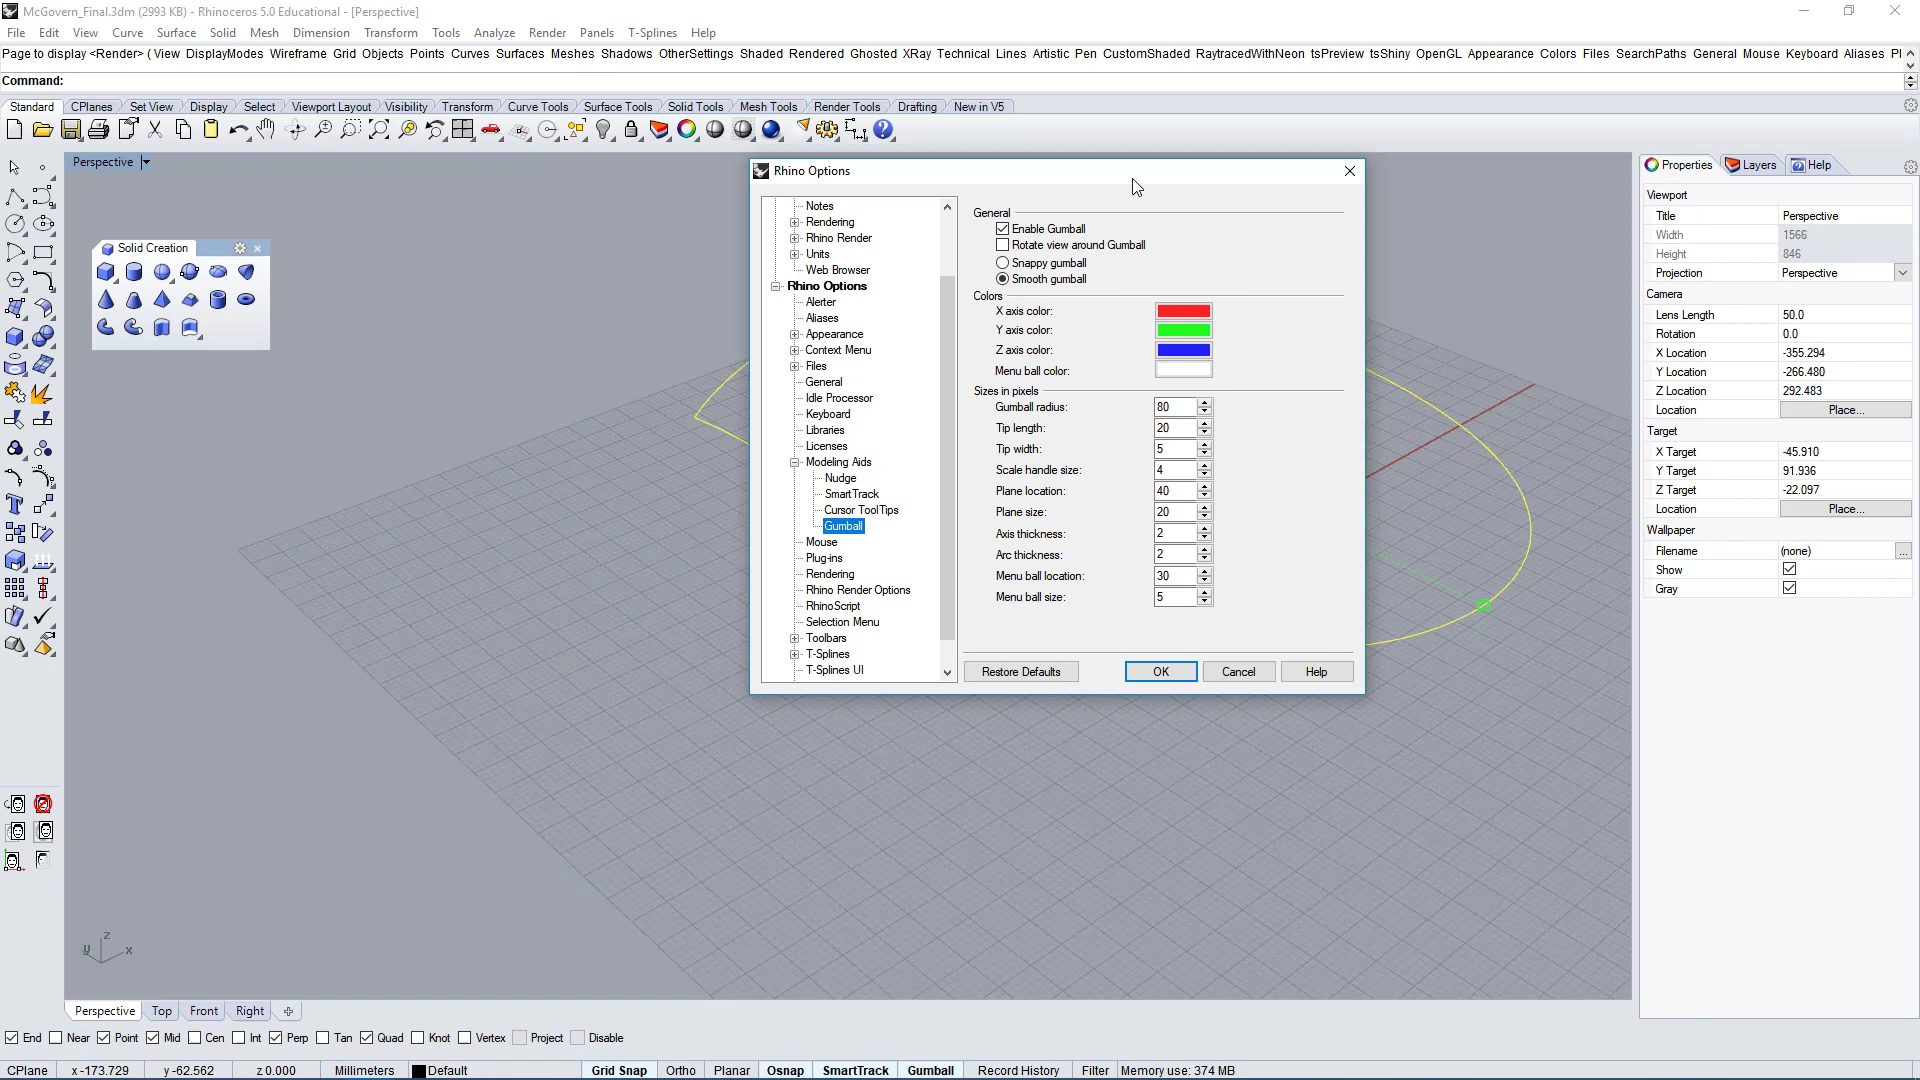 McGovern_Final.3dm (2993 KB) - Rhinoceros 5.0 Educational - [Perspective]
File Edit View Curve Surface Solid Mesh Dimension Transform Tools Analyze Render Panels T-Splines Help
Page to display <Render> ( View DisplayModes Wireframe Grid Objects Points Curves Surfaces Meshes Shadows OtherSettings Shaded Rendered Ghosted XRay Technical Lines Artistic Pen CustomShaded RaytracedWithNeon tsPreview tsShiny OpenGL Appearance Colors Files SearchPaths General Mouse Keyboard Aliases Pl
Command:
Standard CPlanes Set View Display Select Viewport Layout Visibility Transform Curve Tools Surface Tools Solid Tools Mesh Tools Render Tools Drafting New in V5
Perspective
Solid Creation
Rhino Options
Notes
Rendering
Rhino Render
Units
Web Browser
Rhino Options
Alerter
Aliases
Appearance
Context Menu
Files
General
Idle Processor
Keyboard
Libraries
Licenses
Modeling Aids
Nudge
SmartTrack
Cursor ToolTips
Gumball
Mouse
Plug-ins
Rendering
Rhino Render Options
RhinoScript
Selection Menu
Toolbars
T-Splines
T-Splines UI
General
Enable Gumball
Rotate view around Gumball
Snappy gumball
Smooth gumball
Colors
X axis color:
Y axis color:
Z axis color:
Menu ball color:
Sizes in pixels
Gumball radius: 80
Tip length: 20
Tip width: 5
Scale handle size: 4
Plane location: 40
Plane size: 20
Axis thickness: 2
Arc thickness: 2
Menu ball location: 30
Menu ball size: 5
Restore Defaults OK Cancel Help
Properties Layers Help
Viewport
Title Perspective
Width 1566
Height 846
Projection Perspective
Camera
Lens Length 50.0
Rotation 0.0
X Location -355.294
Y Location -266.480
Z Location 292.483
Location Place...
Target
X Target -45.910
Y Target 91.936
Z Target -22.097
Location Place...
Wallpaper
Filename (none) ...
Show
Gray
z
y x
Perspective Top Front Right
End Near Point Mid Cen Int Perp Tan Quad Knot Vertex Project Disable
CPlane x -173.729 y -62.562 z 0.000 Millimeters Default Grid Snap Ortho Planar Osnap SmartTrack Gumball Record History Filter Memory use: 374 MB